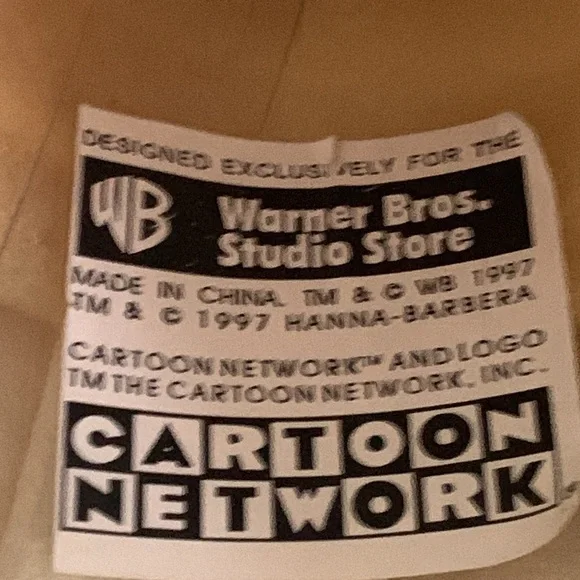 DESIGNED EXCLUSIVELY FOR THE
WB Warner Bros.
Studio Store
MADE IN CHINA. TM & © WB 1997
TM & © 1997 HANNA-BARBERA
CARTOON NETWORK™ AND LOGO
TM THE CARTOON NETWORK, INC.
CARTOON
NETWORK